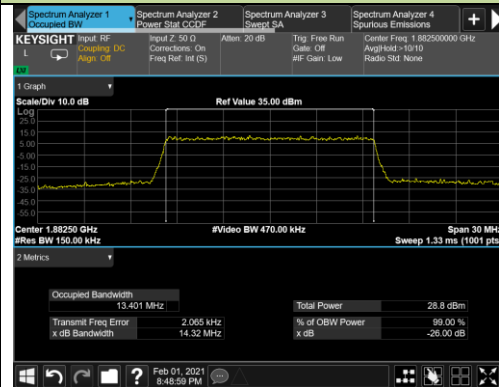 Spectrum Analyzer 1
Occupied BW
Spectrum Analyzer 2
Power Stat CCDF
Spectrum Analyzer 3
Swept SA
Spectrum Analyzer 4
Spurious Emissions
KEYSIGHT
L
Input: RF
Coupling: DC
Align: Off
Input Z: 50 Ω
Corrections: On
Freq Ref: Int (S)
Atten: 20 dB
Trig: Free Run
Gate: Off
#IF Gain: Low
Center Freq: 1.882500000 GHz
Avg|Hold:>10/10
Radio Std: None
1 Graph
Scale/Div 10.0 dB
Ref Value 35.00 dBm
Log
25.0
15.0
5.00
-5.00
-15.0
-25.0
-35.0
-45.0
-55.0
Center 1.88250 GHz
#Video BW 470.00 kHz
Span 30 MHz
#Res BW 150.00 kHz
Sweep 1.33 ms (1001 pts)
2 Metrics
Occupied Bandwidth
13.401 MHz
Total Power
28.8 dBm
Transmit Freq Error
2.065 kHz
% of OBW Power
99.00 %
x dB Bandwidth
14.32 MHz
x dB
-26.00 dB
?
Feb 01, 2021
8:48:59 PM